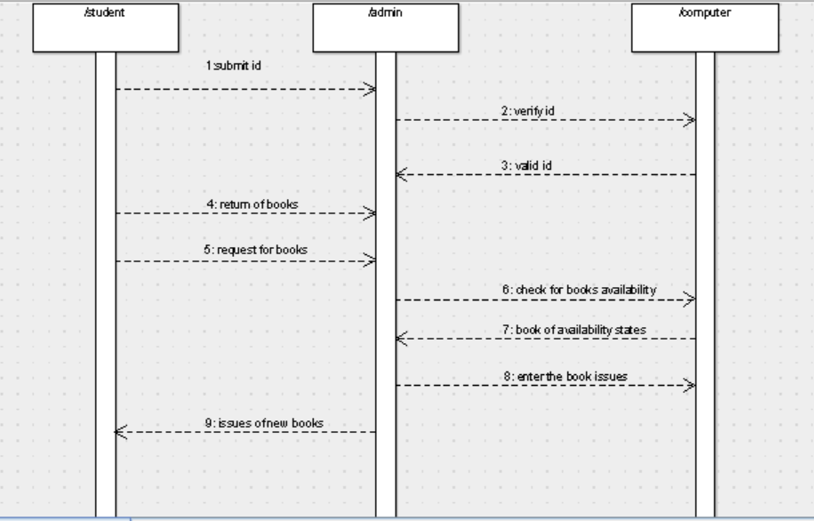 /student
/admin
/computer
1:submit id
2: verify id
3: valid id
4: return of books
5: request for books
6: check for books availability
7: book of availability states
8: enter the book issues
9: issues of new books